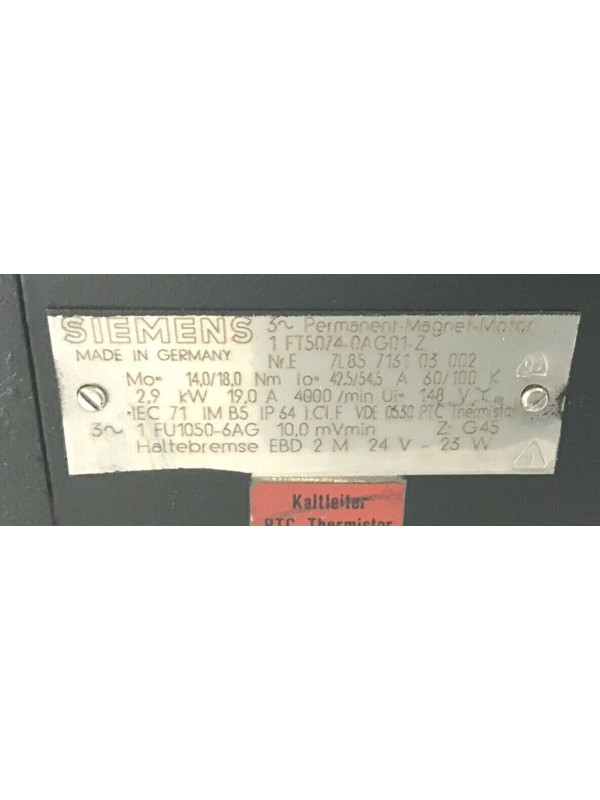 SIEMENS 3~ Permanent-Magnet-Motor
MADE IN GERMANY 1 FT5074-0AG01-Z
Nr.E 7L85 7161 03 002
Mo= 14,0/18,0 Nm Io= 42,5/54,5 A 60/100 K
2,9 kW 19,0 A 4000 /min Ui= 148 V Y
IEC 71 IM B5 IP 64 I.Cl.F VDE 0530 PTC Thermistor
3~ 1 FU1050-6AG 10,0 mVmin Z: G45
Haltebremse EBD 2 M 24 V - 23 W
Kaltleiter
PTC Thermistor